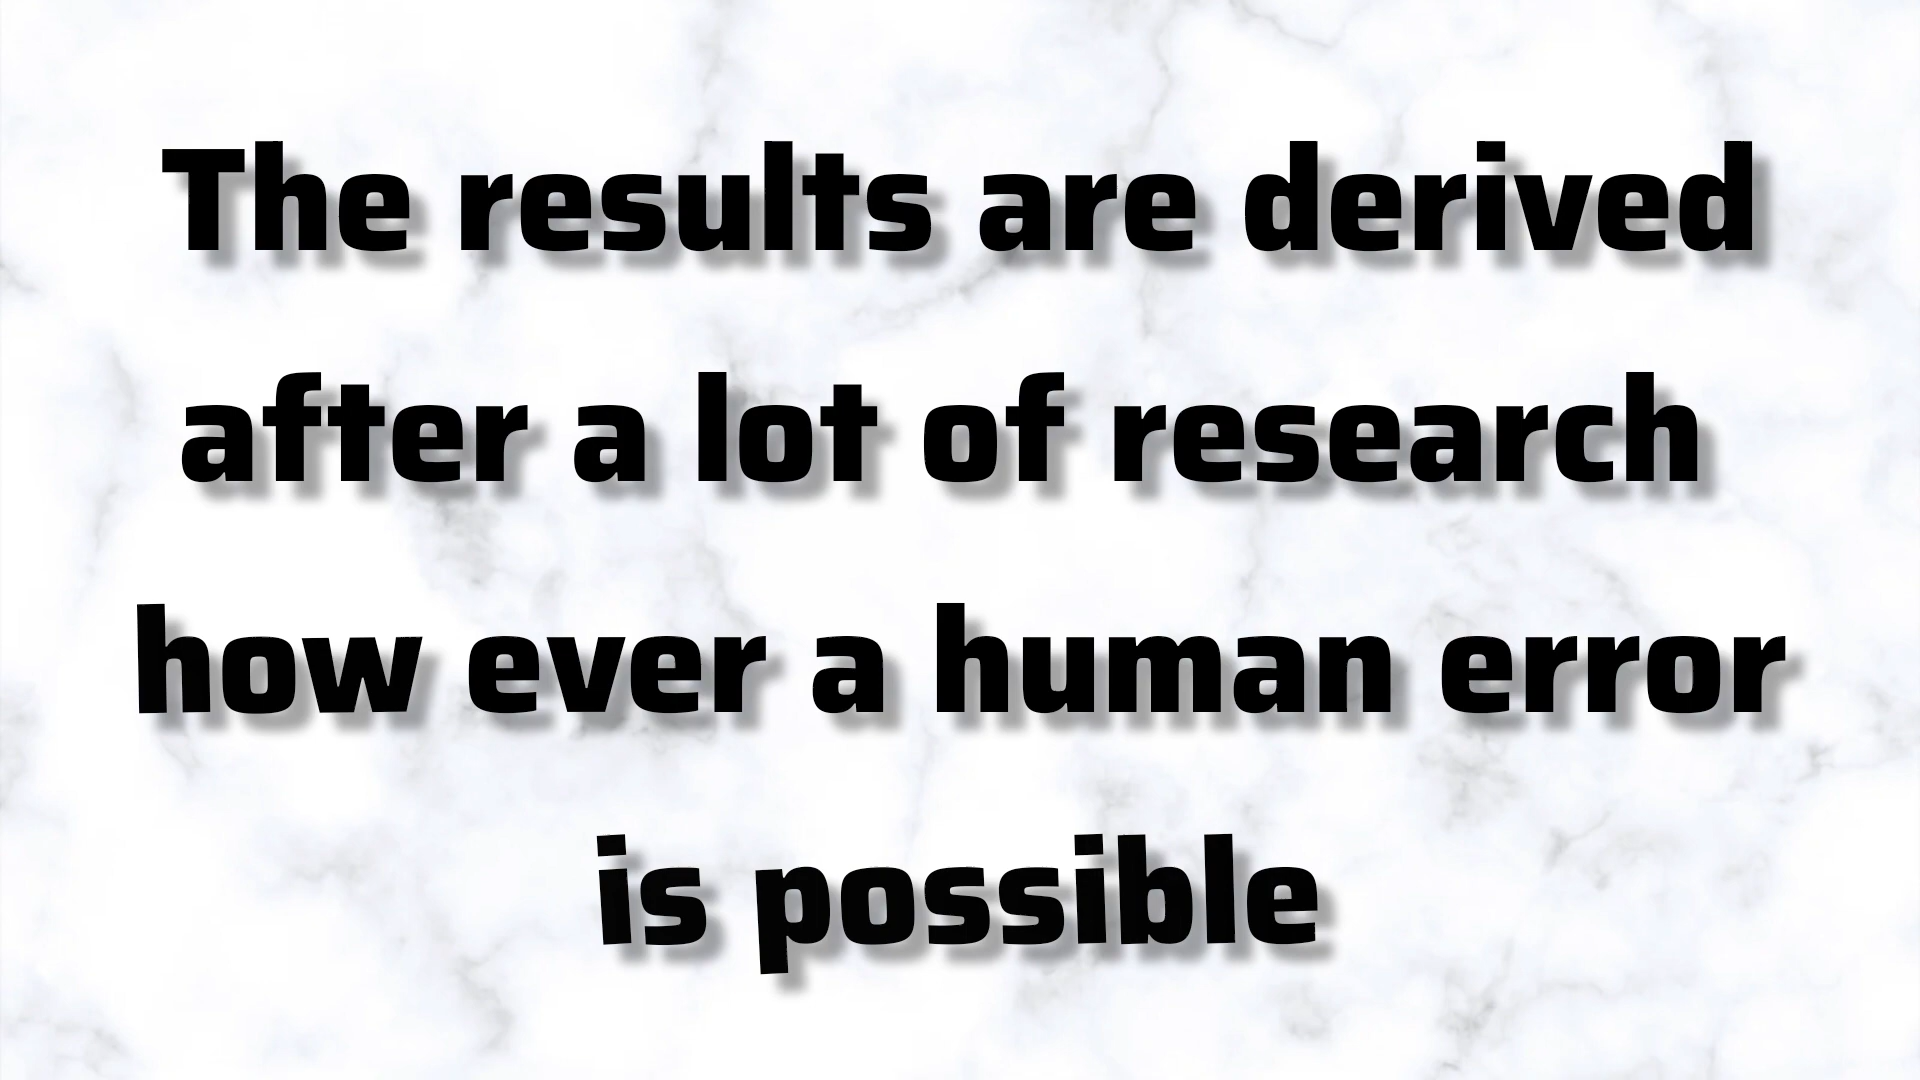 The results are derived
after a lot of research
how ever a human error
is possible